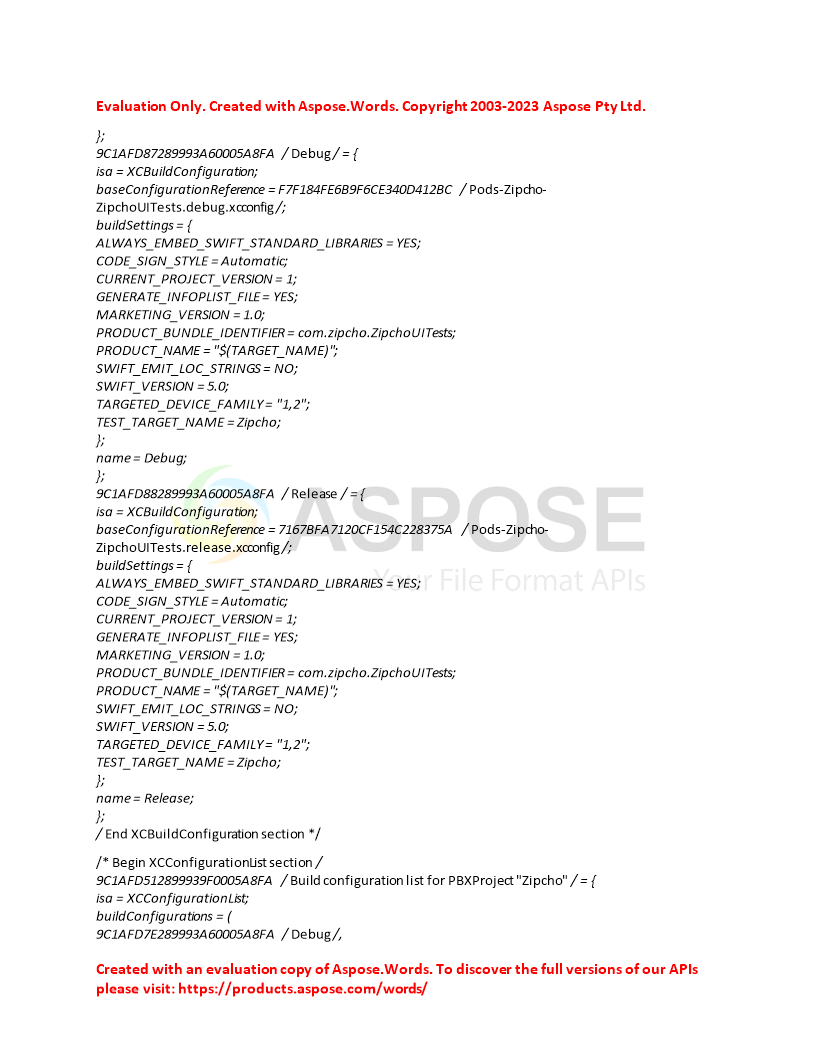 Evaluation Only. Created with Aspose.Words. Copyright 2003-2023 Aspose Pty Ltd.
};
9C1AFD87289993A60005A8FA / Debug / = {
isa = XCBuildConfiguration;
baseConfigurationReference = F7F184FE6B9F6CE340D412BC / Pods-Zipcho-
ZipchoUITests.debug.xcconfig /;
buildSettings = {
ALWAYS_EMBED_SWIFT_STANDARD_LIBRARIES = YES;
CODE_SIGN_STYLE = Automatic;
CURRENT_PROJECT_VERSION = 1;
GENERATE_INFOPLIST_FILE = YES;
MARKETING_VERSION = 1.0;
PRODUCT_BUNDLE_IDENTIFIER = com.zipcho.ZipchoUITests;
PRODUCT_NAME = "$(TARGET_NAME)";
SWIFT_EMIT_LOC_STRINGS = NO;
SWIFT_VERSION = 5.0;
TARGETED_DEVICE_FAMILY = "1,2";
TEST_TARGET_NAME = Zipcho;
};
name = Debug;
};
9C1AFD88289993A60005A8FA / Release / = {
isa = XCBuildConfiguration;
baseConfigurationReference = 7167BFA7120CF154C228375A / Pods-Zipcho-
ZipchoUITests.release.xcconfig /;
buildSettings = {
ALWAYS_EMBED_SWIFT_STANDARD_LIBRARIES = YES;
CODE_SIGN_STYLE = Automatic;
CURRENT_PROJECT_VERSION = 1;
GENERATE_INFOPLIST_FILE = YES;
MARKETING_VERSION = 1.0;
PRODUCT_BUNDLE_IDENTIFIER = com.zipcho.ZipchoUITests;
PRODUCT_NAME = "$(TARGET_NAME)";
SWIFT_EMIT_LOC_STRINGS = NO;
SWIFT_VERSION = 5.0;
TARGETED_DEVICE_FAMILY = "1,2";
TEST_TARGET_NAME = Zipcho;
};
name = Release;
};
/ End XCBuildConfiguration section */
/* Begin XCConfigurationList section /
9C1AFD512899939F0005A8FA / Build configuration list for PBXProject "Zipcho" / = {
isa = XCConfigurationList;
buildConfigurations = (
9C1AFD7E289993A60005A8FA / Debug /,
Created with an evaluation copy of Aspose.Words. To discover the full versions of our APIs
please visit: https://products.aspose.com/words/
ASPOSE
Your File Format APIs